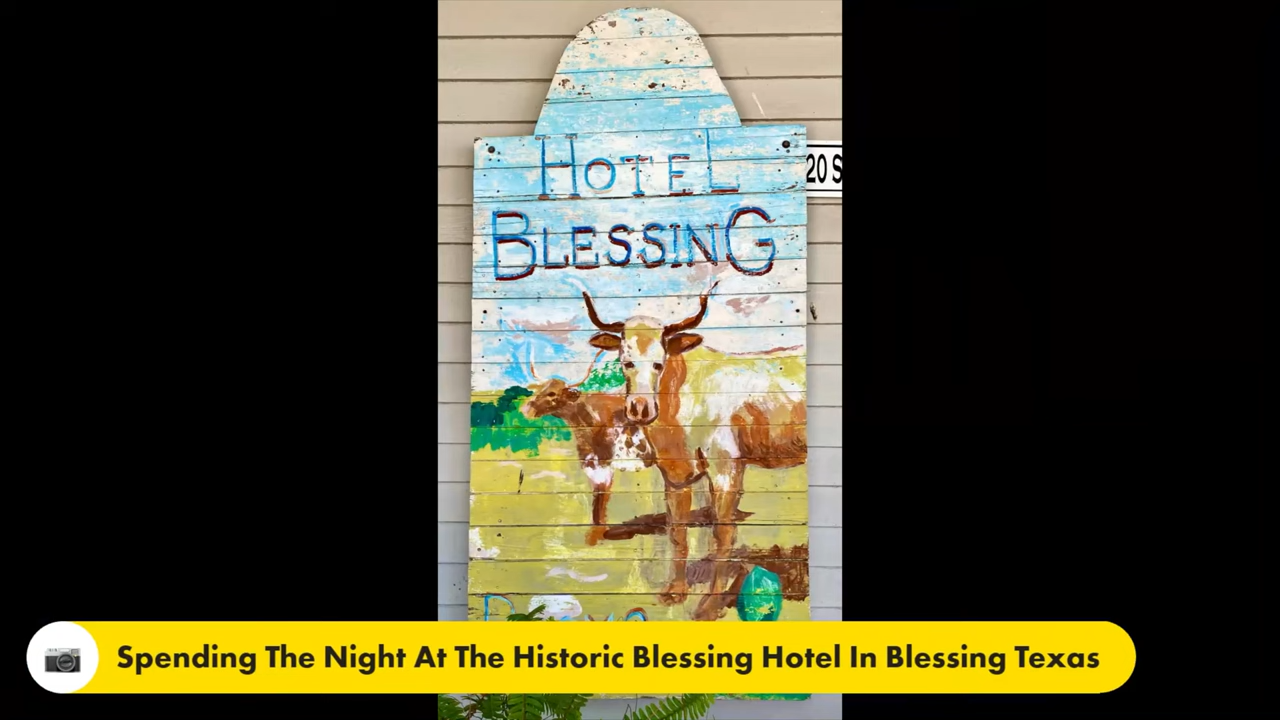 HOTEL
BLESSING
20 S
Spending The Night At The Historic Blessing Hotel In Blessing Texas